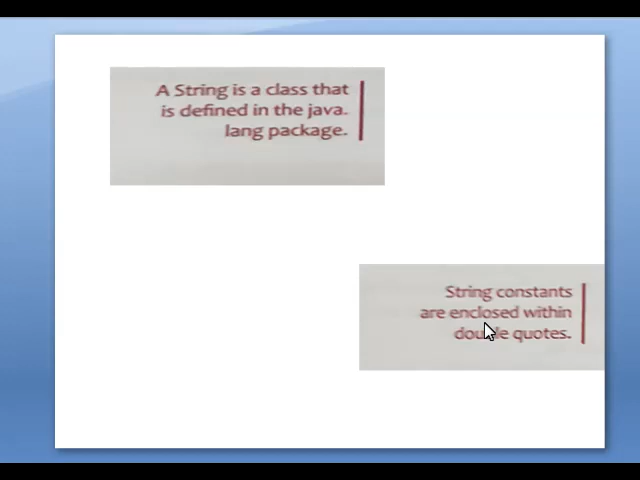 A String is a class that
is defined in the java.
lang package.
String constants
are enclosed within
double quotes.